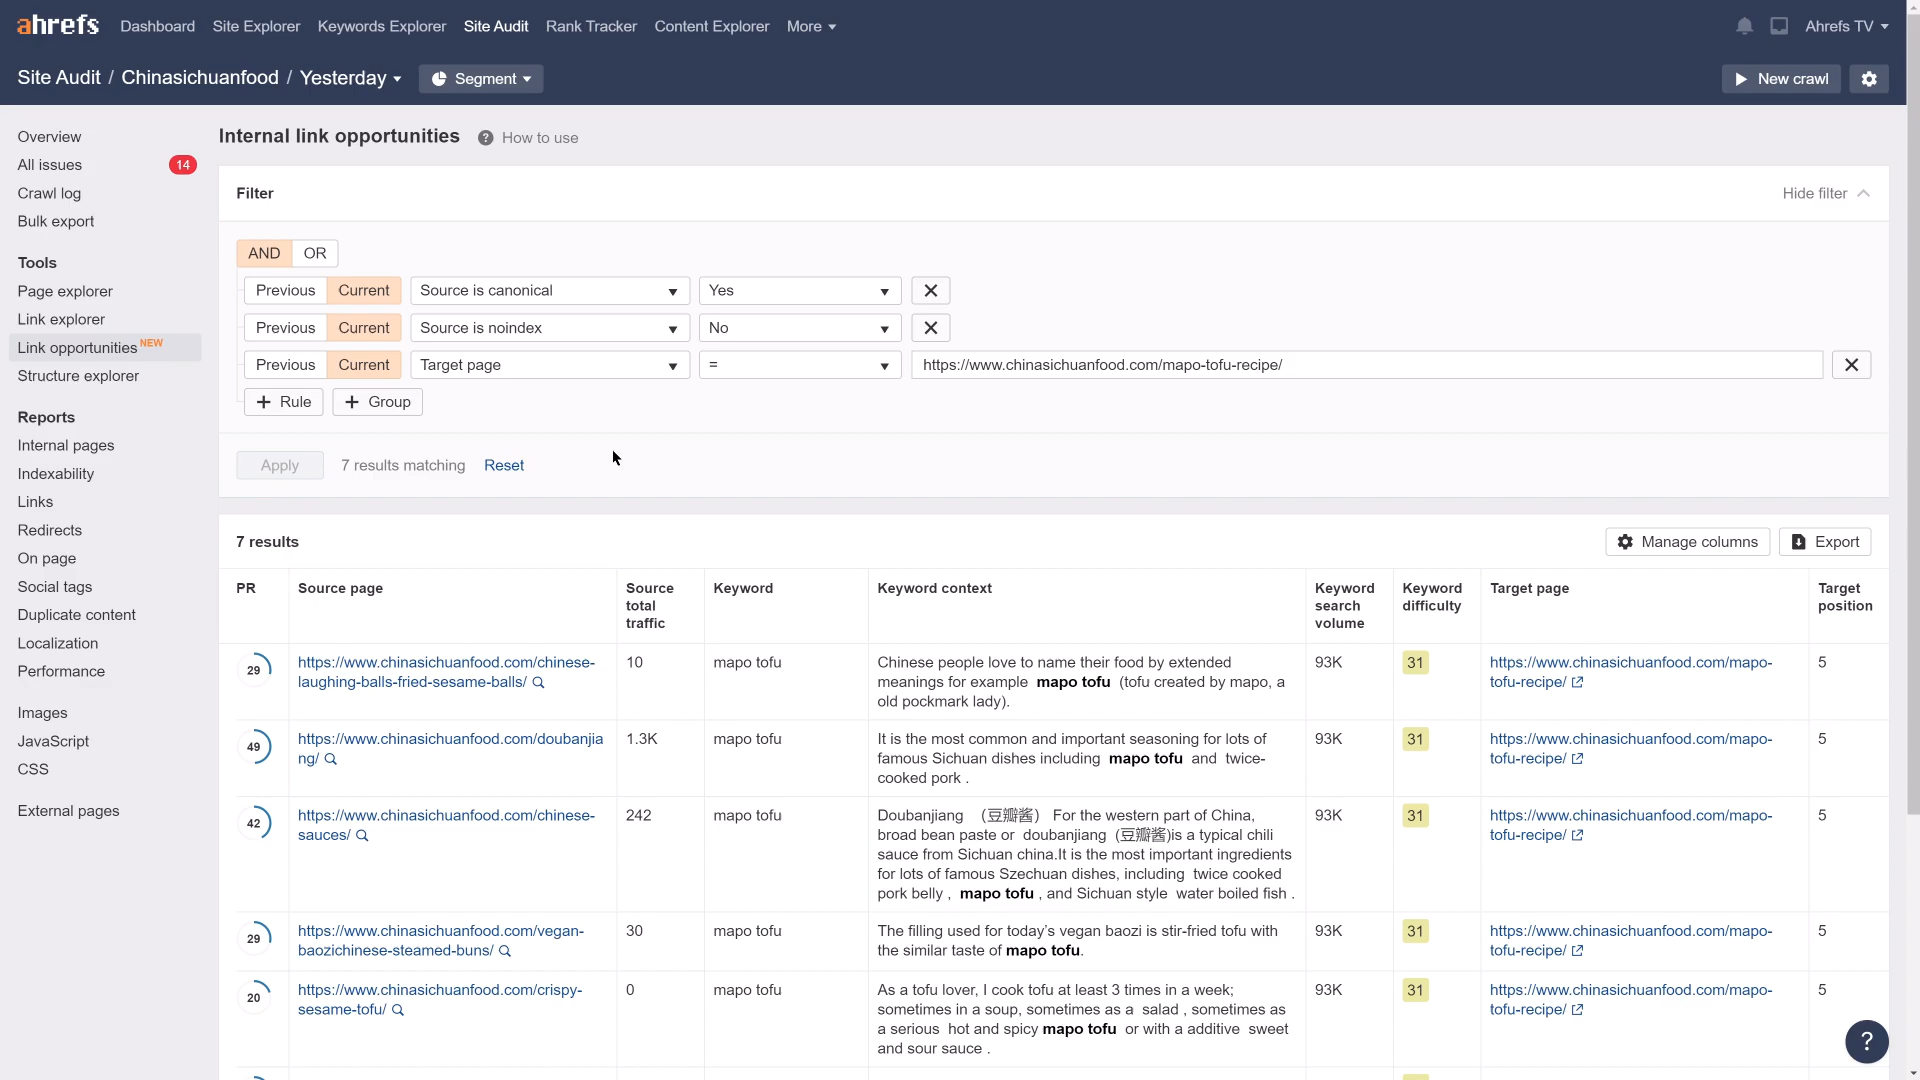 ahrefs Dashboard Site Explorer Keywords Explorer Site Audit Rank Tracker Content Explorer More Ahrefs TV
Site Audit / Chinasichuanfood / Yesterday Segment New crawl
Overview
All issues 14
Crawl log
Bulk export
Tools
Page explorer
Link explorer
Link opportunities NEW
Structure explorer
Reports
Internal pages
Indexability
Links
Redirects
On page
Social tags
Duplicate content
Localization
Performance
Images
JavaScript
CSS
External pages
Internal link opportunities ? How to use
Filter Hide filter
AND OR
Previous Current Source is canonical Yes
Previous Current Source is noindex No
Previous Current Target page = https://www.chinasichuanfood.com/mapo-tofu-recipe/
+ Rule + Group
Apply 7 results matching Reset
7 results Manage columns Export
PR Source page Source total traffic Keyword Keyword context Keyword search volume Keyword difficulty Target page Target position
29 https://www.chinasichuanfood.com/chinese- 10 mapo tofu Chinese people love to name their food by extended 93K 31 https://www.chinasichuanfood.com/mapo- 5
laughing-balls-fried-sesame-balls/ meanings for example mapo tofu (tofu created by mapo, a tofu-recipe/
old pockmark lady).
49 https://www.chinasichuanfood.com/doubanjia 1.3K mapo tofu It is the most common and important seasoning for lots of 93K 31 https://www.chinasichuanfood.com/mapo- 5
ng/ famous Sichuan dishes including mapo tofu and twice- tofu-recipe/
cooked pork .
42 https://www.chinasichuanfood.com/chinese- 242 mapo tofu Doubanjiang （豆瓣酱） For the western part of China, 93K 31 https://www.chinasichuanfood.com/mapo- 5
sauces/ broad bean paste or doubanjiang (豆瓣酱)is a typical chili tofu-recipe/
sauce from Sichuan china.It is the most important ingredients
for lots of famous Szechuan dishes, including twice cooked
pork belly , mapo tofu , and Sichuan style water boiled fish .
29 https://www.chinasichuanfood.com/vegan- 30 mapo tofu The filling used for today's vegan baozi is stir-fried tofu with 93K 31 https://www.chinasichuanfood.com/mapo- 5
baozichinese-steamed-buns/ the similar taste of mapo tofu. tofu-recipe/
20 https://www.chinasichuanfood.com/crispy- 0 mapo tofu As a tofu lover, I cook tofu at least 3 times in a week; 93K 31 https://www.chinasichuanfood.com/mapo- 5
sesame-tofu/ sometimes in a soup, sometimes as a salad , sometimes as tofu-recipe/
a serious hot and spicy mapo tofu or with a additive sweet
and sour sauce .
?